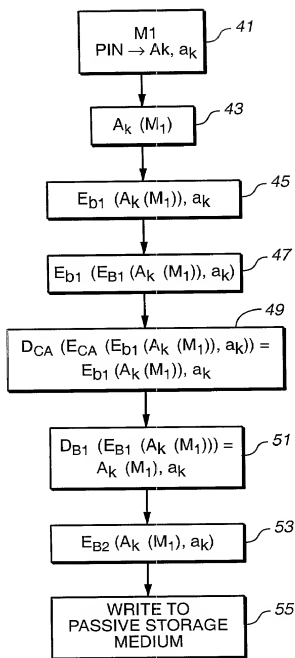 M1
PIN → Ak, ak
41
Ak (M1)
43
Eb1 (Ak (M1)), ak
45
Eb1 (EB1 (Ak (M1)), ak)
47
DCA (ECA (Eb1 (Ak (M1)), ak)) =
Eb1 (Ak (M1)), ak
49
DB1 (EB1 (Ak (M1))) =
Ak (M1), ak
51
EB2 (Ak (M1), ak)
53
WRITE TO
PASSIVE STORAGE
MEDIUM
55